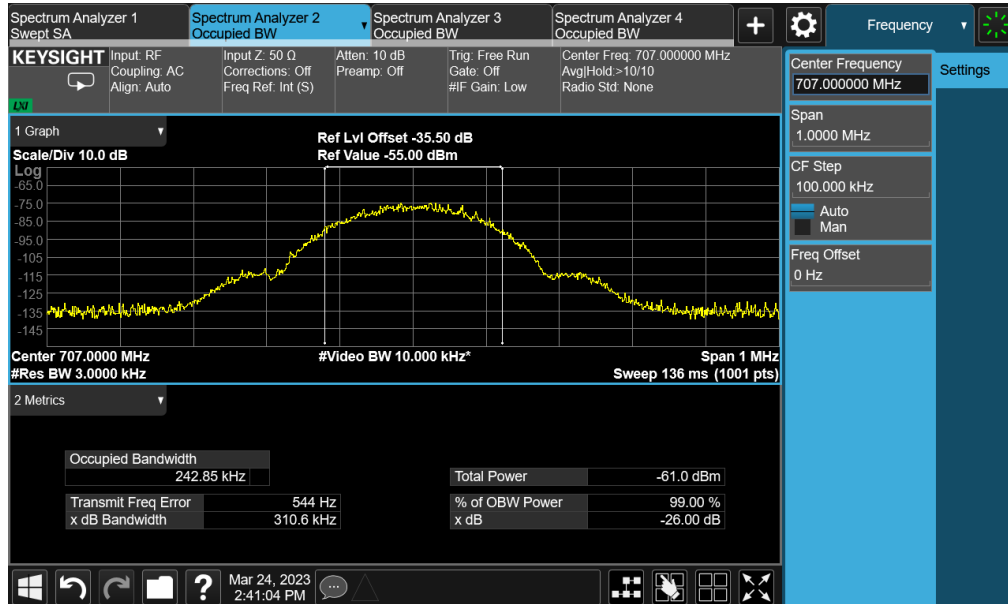 Spectrum Analyzer 1
Swept SA
Spectrum Analyzer 2
Occupied BW
Spectrum Analyzer 3
Occupied BW
Spectrum Analyzer 4
Occupied BW
+
Frequency
KEYSIGHT
LXI
Input: RF
Coupling: AC
Align: Auto
Input Z: 50 Ω
Corrections: Off
Freq Ref: Int (S)
Atten: 10 dB
Preamp: Off
Trig: Free Run
Gate: Off
#IF Gain: Low
Center Freq: 707.000000 MHz
Avg|Hold:>10/10
Radio Std: None
Center Frequency
707.000000 MHz
Settings
Span
1.0000 MHz
CF Step
100.000 kHz
Auto
Man
Freq Offset
0 Hz
1 Graph
Scale/Div 10.0 dB
Ref Lvl Offset -35.50 dB
Ref Value -55.00 dBm
Log
-65.0
-75.0
-85.0
-95.0
-105
-115
-125
-135
-145
Center 707.0000 MHz
#Res BW 3.0000 kHz
#Video BW 10.000 kHz*
Span 1 MHz
Sweep 136 ms (1001 pts)
2 Metrics
Occupied Bandwidth
242.85 kHz
Transmit Freq Error 544 Hz
x dB Bandwidth 310.6 kHz
Total Power -61.0 dBm
% of OBW Power 99.00 %
x dB -26.00 dB
?
Mar 24, 2023
2:41:04 PM